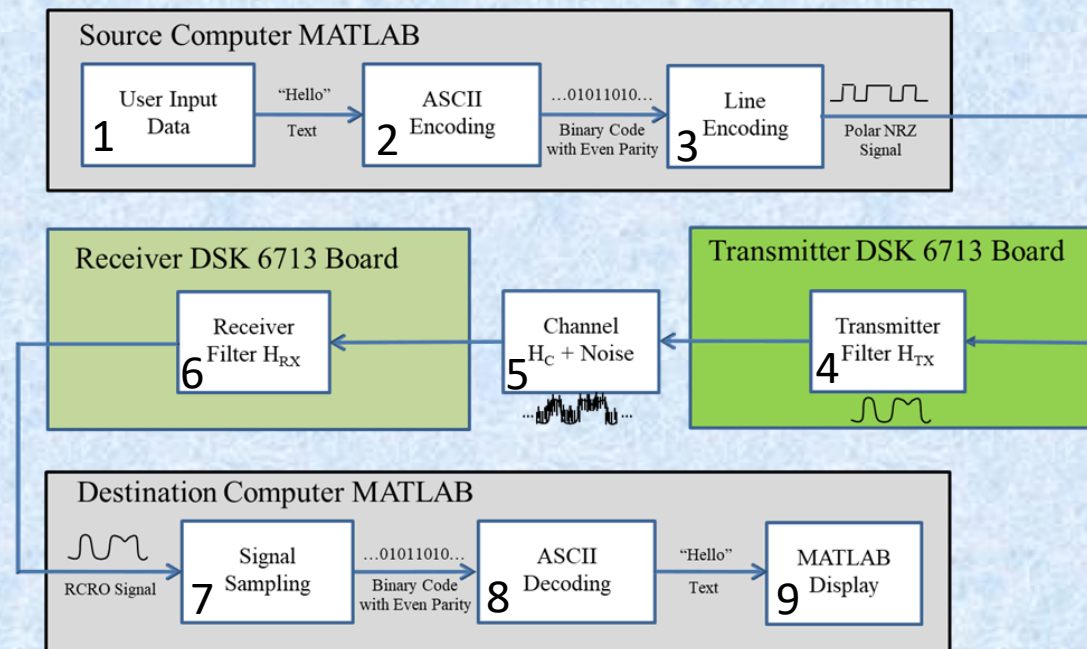 Source Computer MATLAB
User Input
Data
1
“Hello”
Text
ASCII
Encoding
2
...01011010...
Binary Code
with Even Parity
Line
Encoding
3
Polar NRZ
Signal
Transmitter DSK 6713 Board
Transmitter
Filter HTX
4
Channel
HC + Noise
5
... ...
Receiver DSK 6713 Board
Receiver
Filter HRX
6
Destination Computer MATLAB
RCRO Signal
Signal
Sampling
7
...01011010...
Binary Code
with Even Parity
ASCII
Decoding
8
“Hello”
Text
MATLAB
Display
9